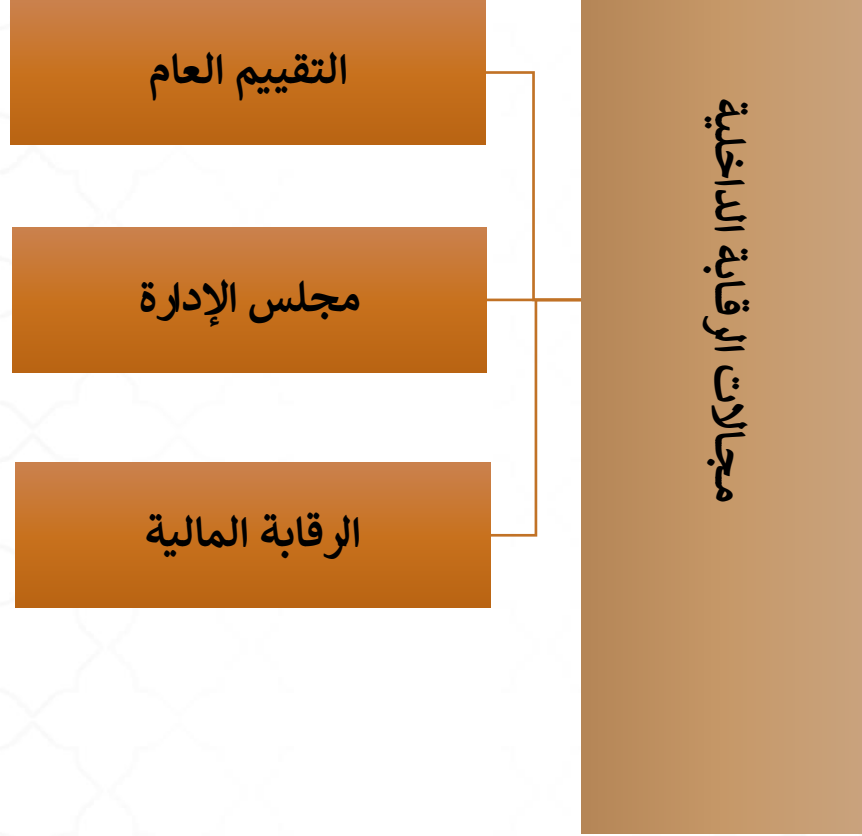 مجالات الرقابة الداخلية
التقييم العام
مجلس الإدارة
الرقابة المالية